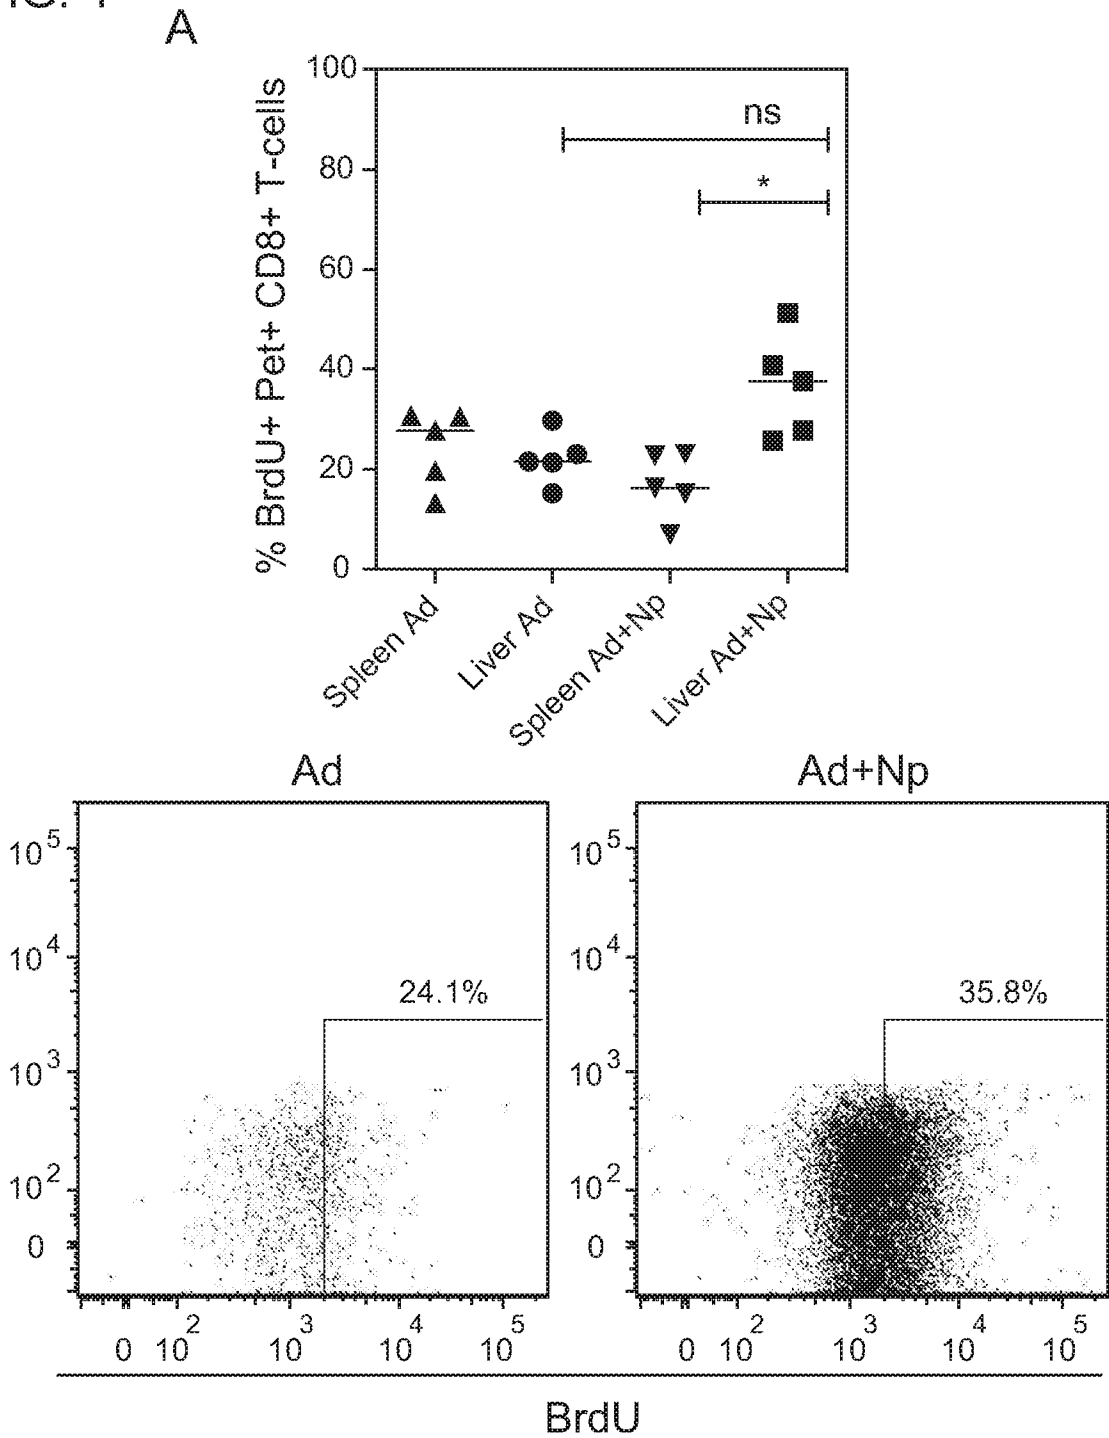 A
100
80
60
40
20
0
% BrdU+ Pet+ CD8+ T-cells
ns
*
Spleen Ad
Liver Ad
Spleen Ad+Np
Liver Ad+Np
Ad
Ad+Np
10^5
10^4
10^3
10^2
0
24.1%
0 10^2 10^3 10^4 10^5
10^5
10^4
10^3
10^2
0
35.8%
0 10^2 10^3 10^4 10^5
BrdU